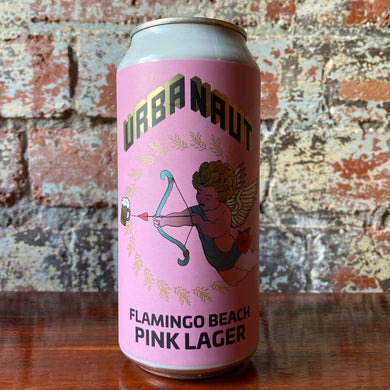 URBANAUT
FLAMINGO BEACH
PINK LAGER